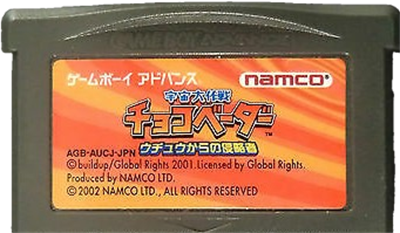 ゲームボーイ アドバンス
namco®
宇宙大作戦
チョコベーダー™
ウチュウからの侵略者
AGB-AUCJ-JPN
©buildup/Global Rights 2001. Licensed by Global Rights.
Produced by NAMCO LTD.
©2002 NAMCO LTD., ALL RIGHTS RESERVED